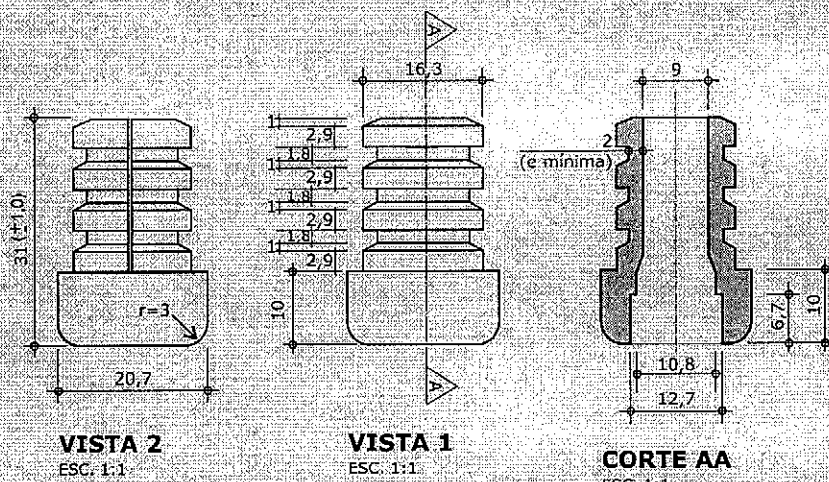 31 (±1.0)
r=3
20,7
VISTA 2
ESC. 1:1
A
16,3
1
2,9
1.8
1
2,9
1.8
1
2,9
1.8
1
2,9
10
A
VISTA 1
ESC. 1:1
9
2
(e mínima)
6,7
10
10,8
12,7
CORTE AA